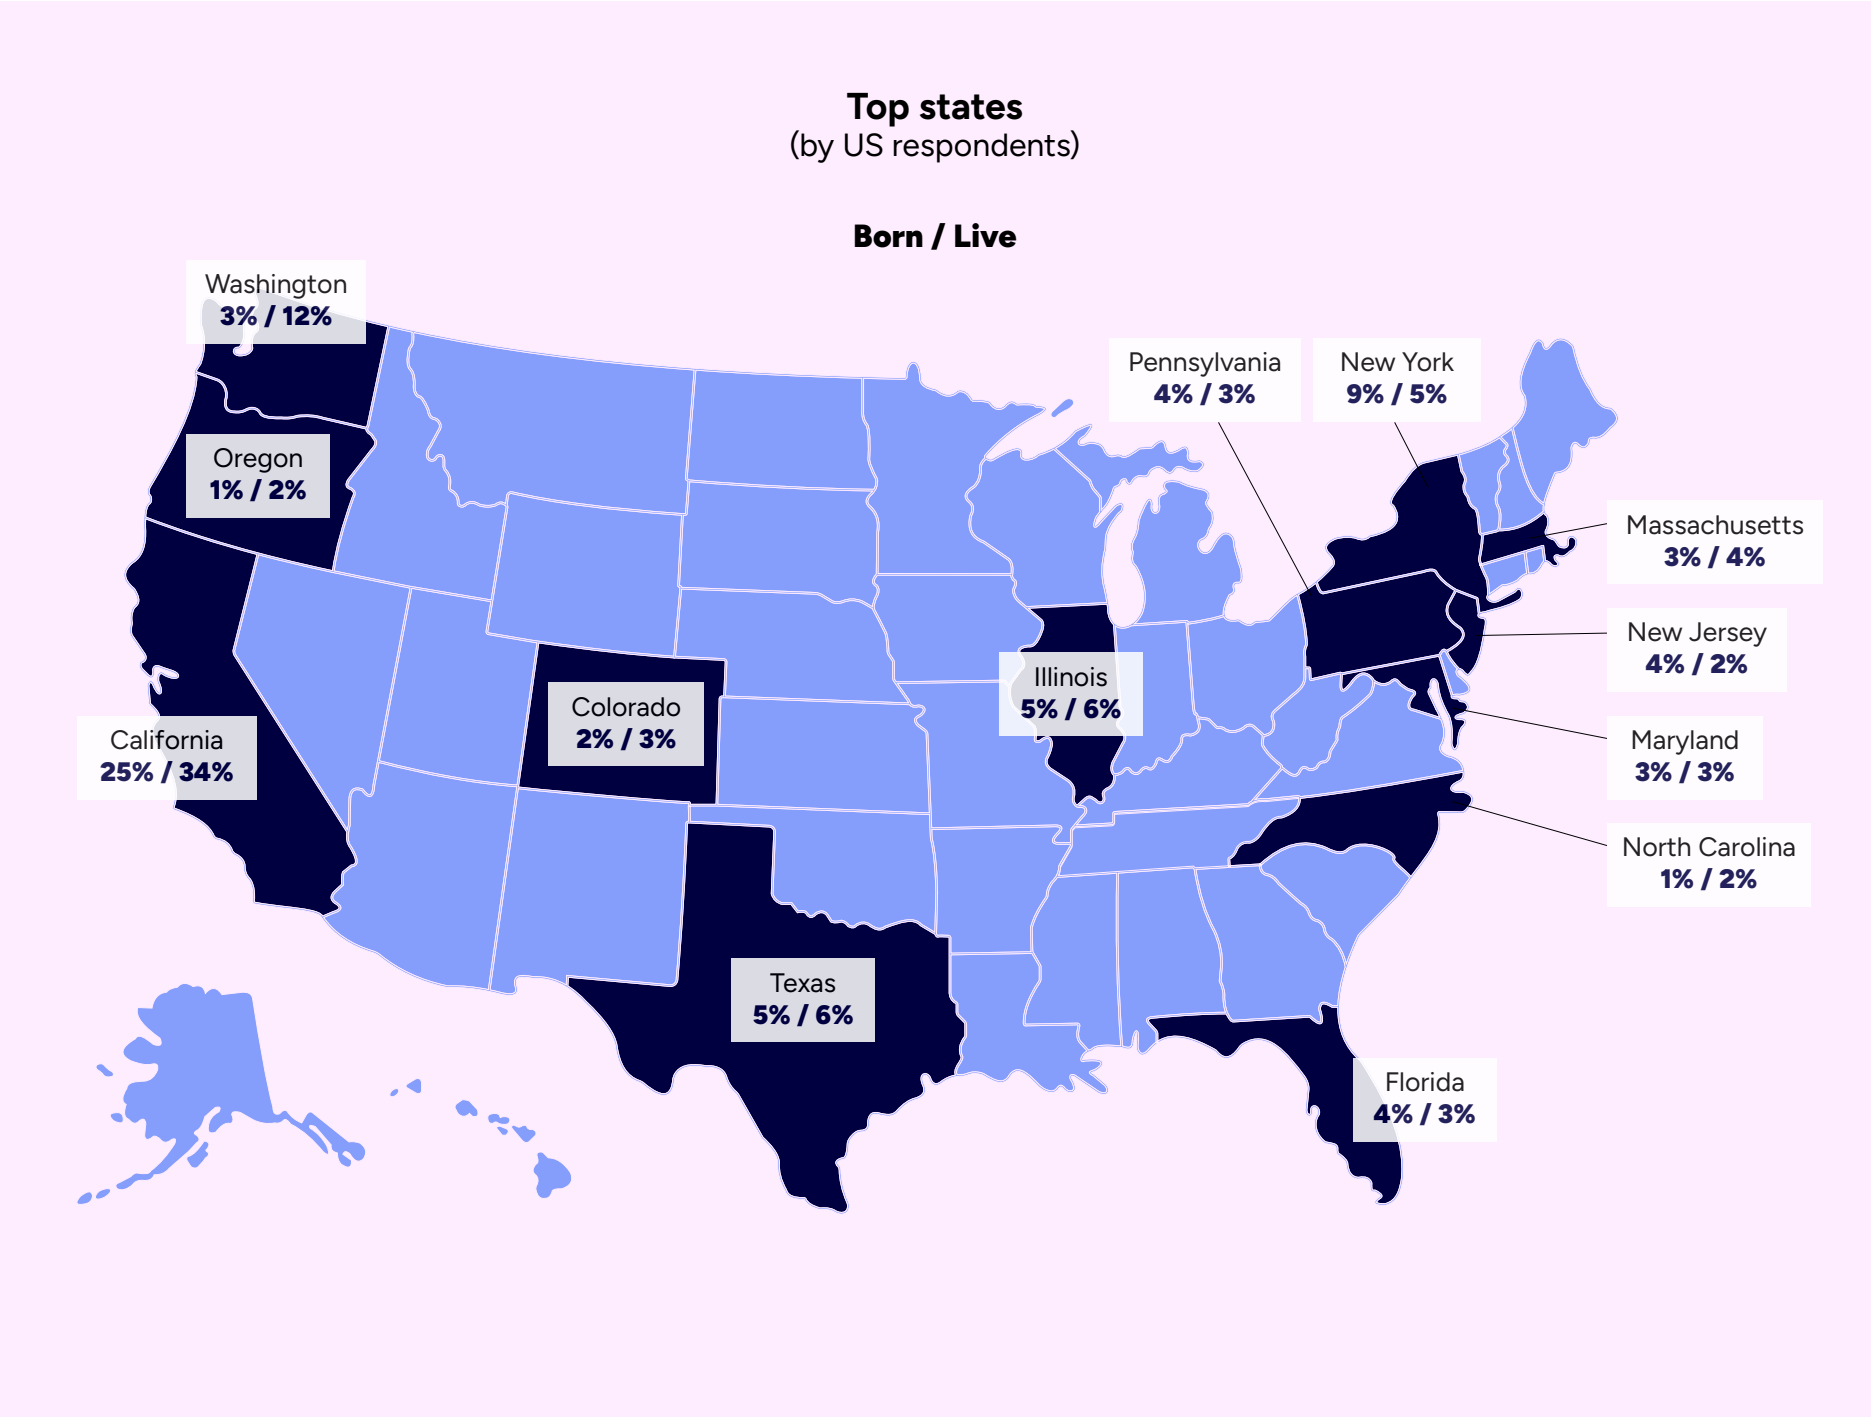 Top states
(by US respondents)
Born / Live
Washington
3% / 12%
Pennsylvania
4% / 3%
New York
9% / 5%
Oregon
1% / 2%
Massachusetts
3% / 4%
New Jersey
4% / 2%
Illinois
5% / 6%
Colorado
2% / 3%
California
25% / 34%
Maryland
3% / 3%
North Carolina
1% / 2%
Texas
5% / 6%
Florida
4% / 3%